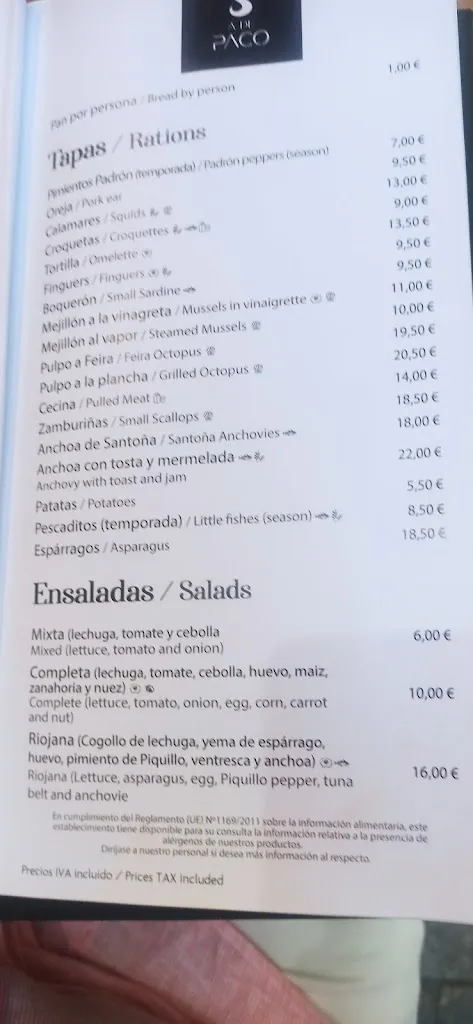 A DE
PACO
Pan por persona / Bread by person 1,00 €
Tapas / Rations
Pimientos Padrón (temporada) / Padrón peppers (season) 7,00 €
Oreja / Pork ear 9,50 €
Calamares / Squids 13,00 €
Croquetas / Croquettes 9,00 €
Tortilla / Omelette 13,50 €
Finguers / Finguers 9,50 €
Boquerón / Small Sardine 9,50 €
Mejillón a la vinagreta / Mussels in vinaigrette 11,00 €
Mejillón al vapor / Steamed Mussels 10,00 €
Pulpo a Feira / Feira Octopus 19,50 €
Pulpo a la plancha / Grilled Octopus 20,50 €
Cecina / Pulled Meat 14,00 €
Zamburiñas / Small Scallops 18,50 €
Anchoa de Santoña / Santoña Anchovies 18,00 €
Anchoa con tosta y mermelada 22,00 €
Anchovy with toast and jam
Patatas / Potatoes 5,50 €
Pescaditos (temporada) / Little fishes (season) 8,50 €
Espárragos / Asparagus 18,50 €
Ensaladas / Salads
Mixta (lechuga, tomate y cebolla 6,00 €
Mixed (lettuce, tomato and onion)
Completa (lechuga, tomate, cebolla, huevo, maiz,
zanahoria y nuez) 10,00 €
Complete (lettuce, tomato, onion, egg, corn, carrot
and nut)
Riojana (Cogollo de lechuga, yema de espárrago,
huevo, pimiento de Piquillo, ventresca y anchoa) 16,00 €
Riojana (Lettuce, asparagus, egg, Piquillo pepper, tuna
belt and anchovie
En cumplimiento del Reglamento (UE) Nº1169/2011 sobre la información alimentaria, este
establecimiento tiene disponible para su consulta la información relativa a la presencia de
alérgenos de nuestros productos.
Diríjase a nuestro personal si desea más información al respecto.
Precios IVA incluido / Prices TAX Included